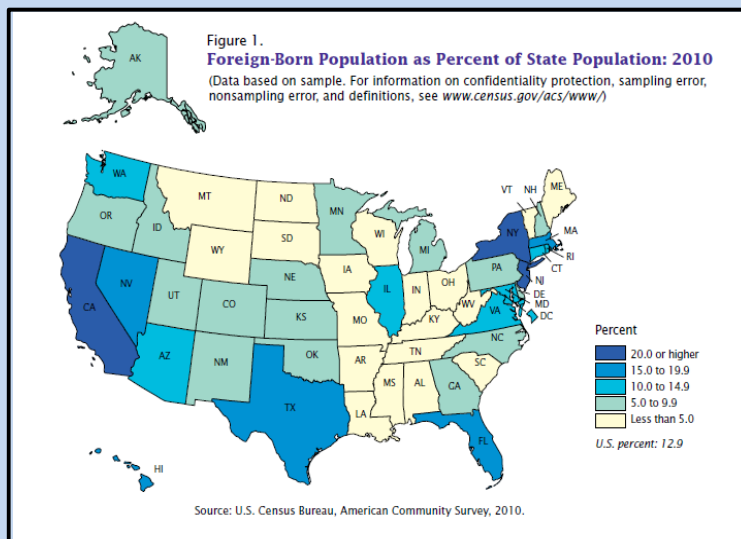 Figure 1.
Foreign-Born Population as Percent of State Population: 2010
(Data based on sample. For information on confidentiality protection, sampling error,
nonsampling error, and definitions, see www.census.gov/acs/www/)
AK
WA
MT
ND
MN
VT
NH
ME
OR
ID
SD
WI
NY
MA
WY
MI
RI
CT
NE
IA
PA
NJ
NV
UT
IL
IN
OH
DE
MD
CA
CO
WV
VA
DC
KS
MO
KY
AZ
NM
OK
AR
TN
NC
SC
MS
AL
GA
TX
LA
FL
HI
Percent
20.0 or higher
15.0 to 19.9
10.0 to 14.9
5.0 to 9.9
Less than 5.0
U.S. percent: 12.9
Source: U.S. Census Bureau, American Community Survey, 2010.